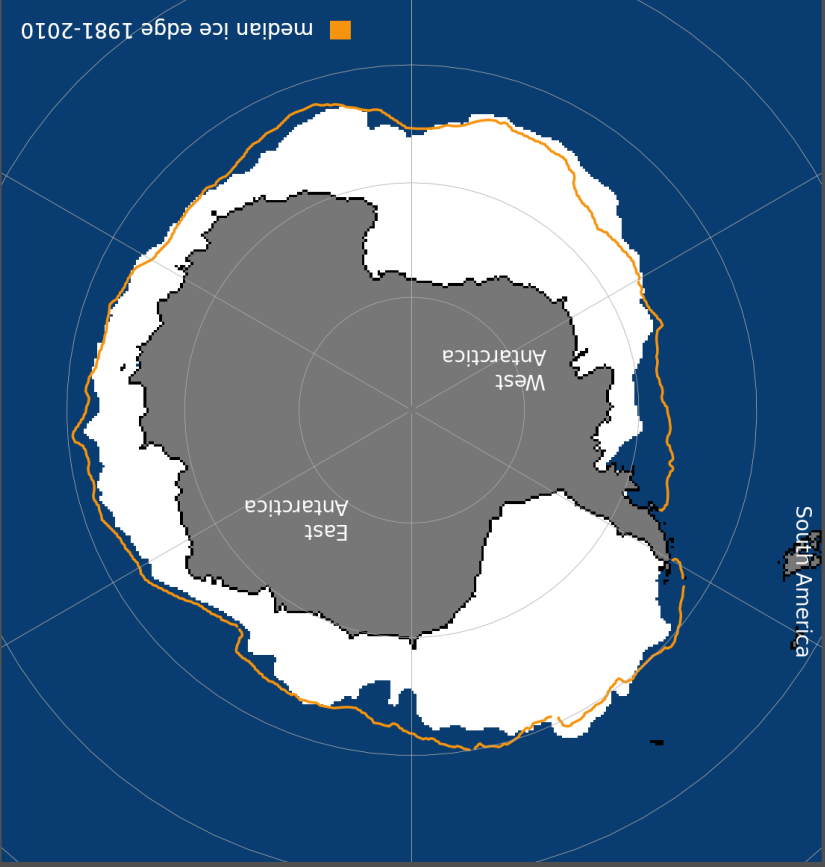 median ice edge 1981-2010
South America
West
Antarctica
East
Antarctica